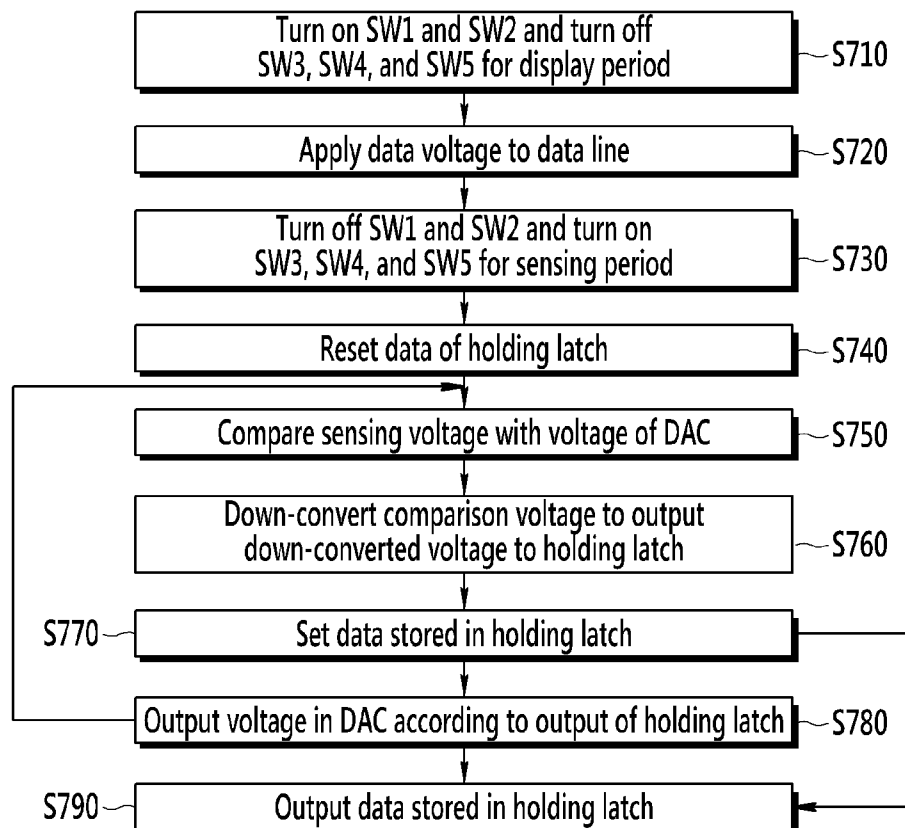 Turn on SW1 and SW2 and turn off
SW3, SW4, and SW5 for display period
S710
Apply data voltage to data line
S720
Turn off SW1 and SW2 and turn on
SW3, SW4, and SW5 for sensing period
S730
Reset data of holding latch
S740
Compare sensing voltage with voltage of DAC
S750
Down-convert comparison voltage to output
down-converted voltage to holding latch
S760
S770
Set data stored in holding latch
Output voltage in DAC according to output of holding latch
S780
S790
Output data stored in holding latch